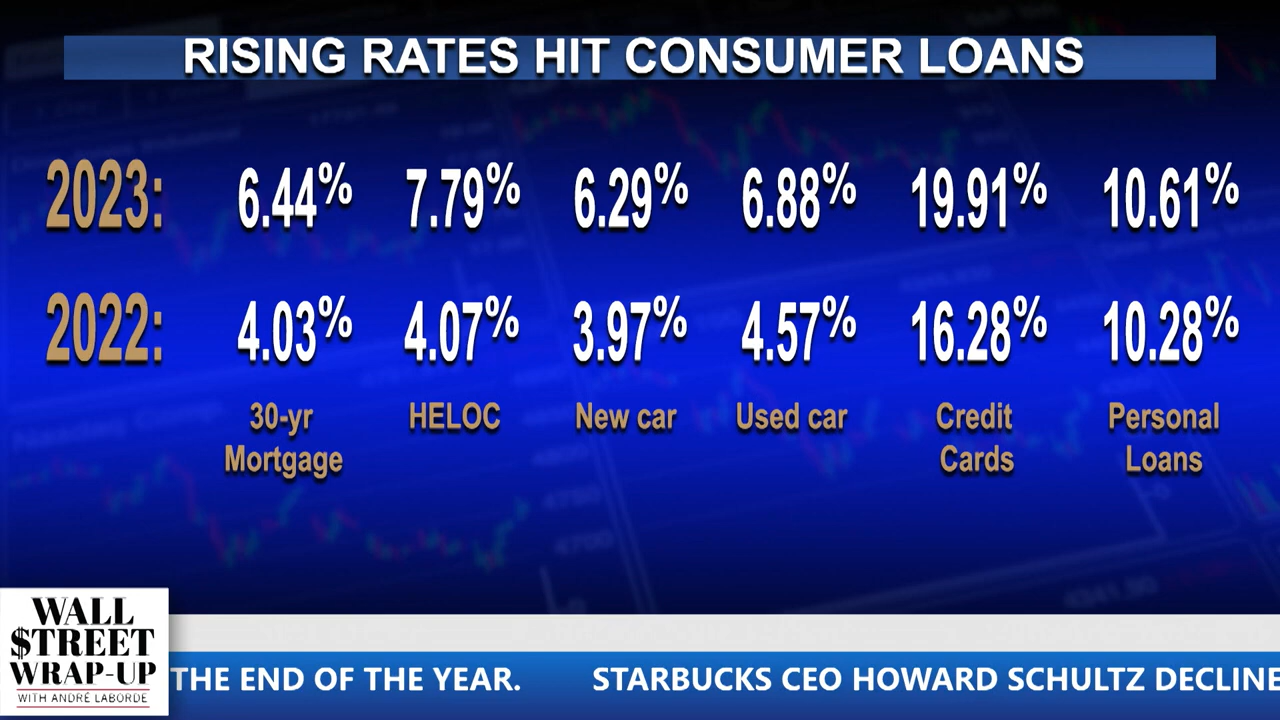 RISING RATES HIT CONSUMER LOANS
2023: 6.44% 7.79% 6.29% 6.88% 19.91% 10.61%
2022: 4.03% 4.07% 3.97% 4.57% 16.28% 10.28%
30-yr HELOC New car Used car Credit Personal
Mortgage Cards Loans
WALL
$TREET
WRAP-UP
WITH ANDRÉ LABORDE
THE END OF THE YEAR. STARBUCKS CEO HOWARD SCHULTZ DECLINE